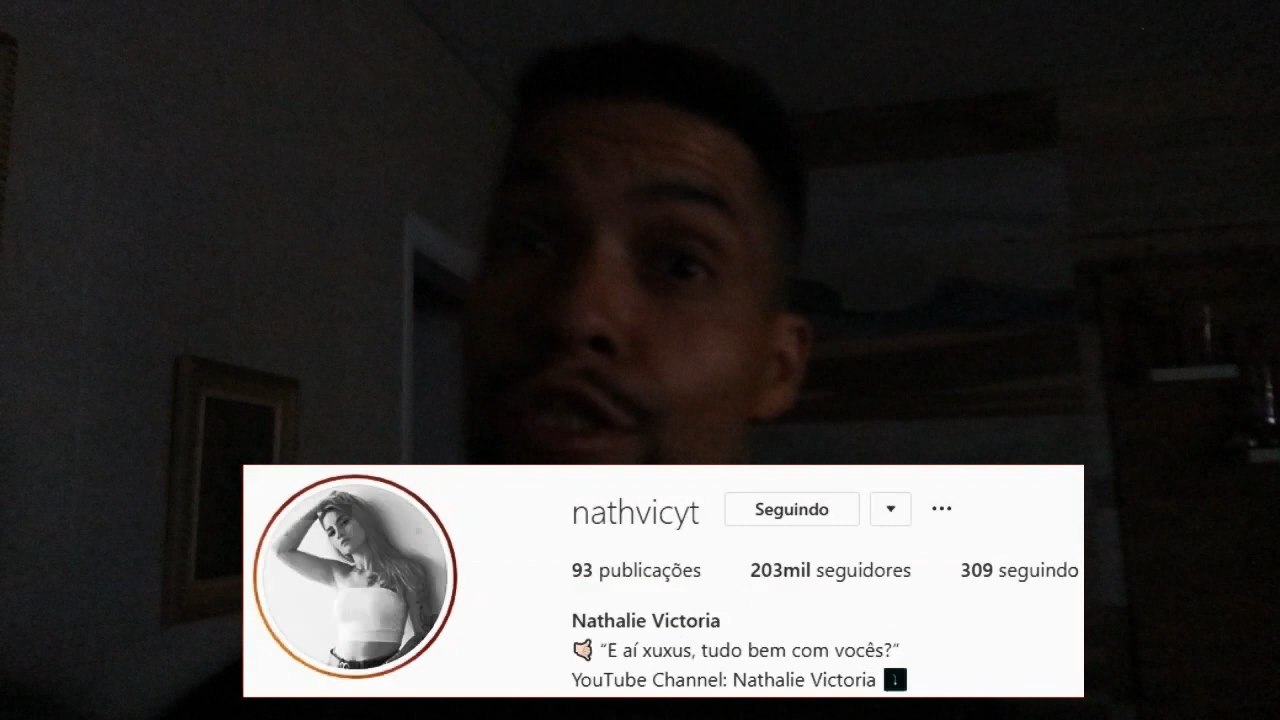 nathvicyt Seguindo
93 publicações 203mil seguidores 309 seguindo
Nathalie Victoria
🤙🏻 “E aí xuxus, tudo bem com vocês?”
YouTube Channel: Nathalie Victoria